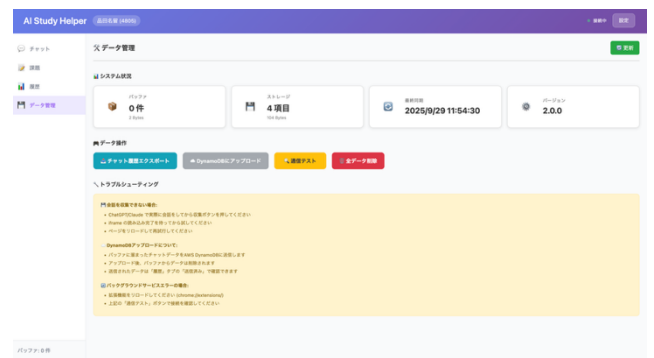 AI Study Helper
品田名展 (4805)
接続中
設定
チャット
課題
履歴
データ管理
データ管理
更新
システム状況
バッファ
0 件
2 Bytes
ストレージ
4 項目
104 Bytes
最終同期
2025/9/29 11:54:30
バージョン
2.0.0
データ操作
チャット履歴エクスポート
DynamoDBにアップロード
通信テスト
全データ削除
トラブルシューティング
会話を収集できない場合:
• ChatGPT/Claude で実際に会話をしてから収集ボタンを押してください
• iframe の読み込み完了を待ってから試してください
• ページをリロードして再試行してください
DynamoDBアップロードについて:
• バッファに溜まったチャットデータをAWS DynamoDBに送信します
• アップロード後、バッファからデータは削除されます
• 送信されたデータは「履歴」タブの「送信済み」で確認できます
バックグラウンドサービスエラーの場合:
• 拡張機能をリロードしてください (chrome://extensions/)
• 上記の「通信テスト」ボタンで接続を確認してください
バッファ: 0 件